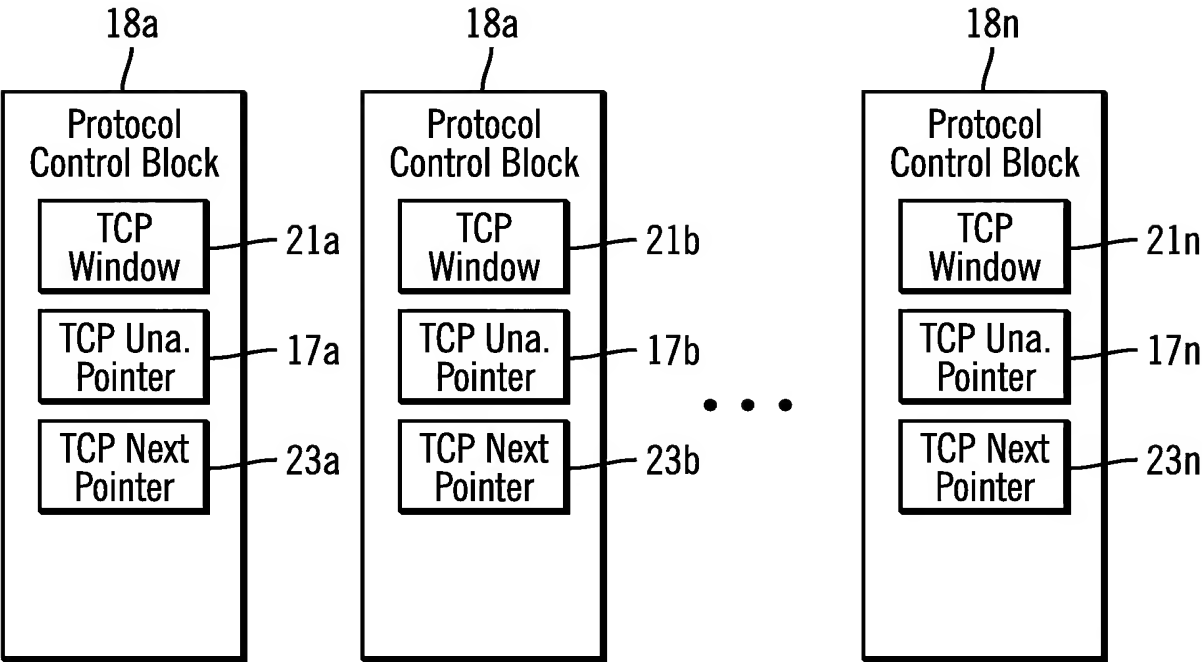 18a
18a
18n
Protocol
Control Block
TCP
Window
21a
TCP Una.
Pointer
17a
TCP Next
Pointer
23a
Protocol
Control Block
TCP
Window
21b
TCP Una.
Pointer
17b
TCP Next
Pointer
23b
• • •
Protocol
Control Block
TCP
Window
21n
TCP Una.
Pointer
17n
TCP Next
Pointer
23n